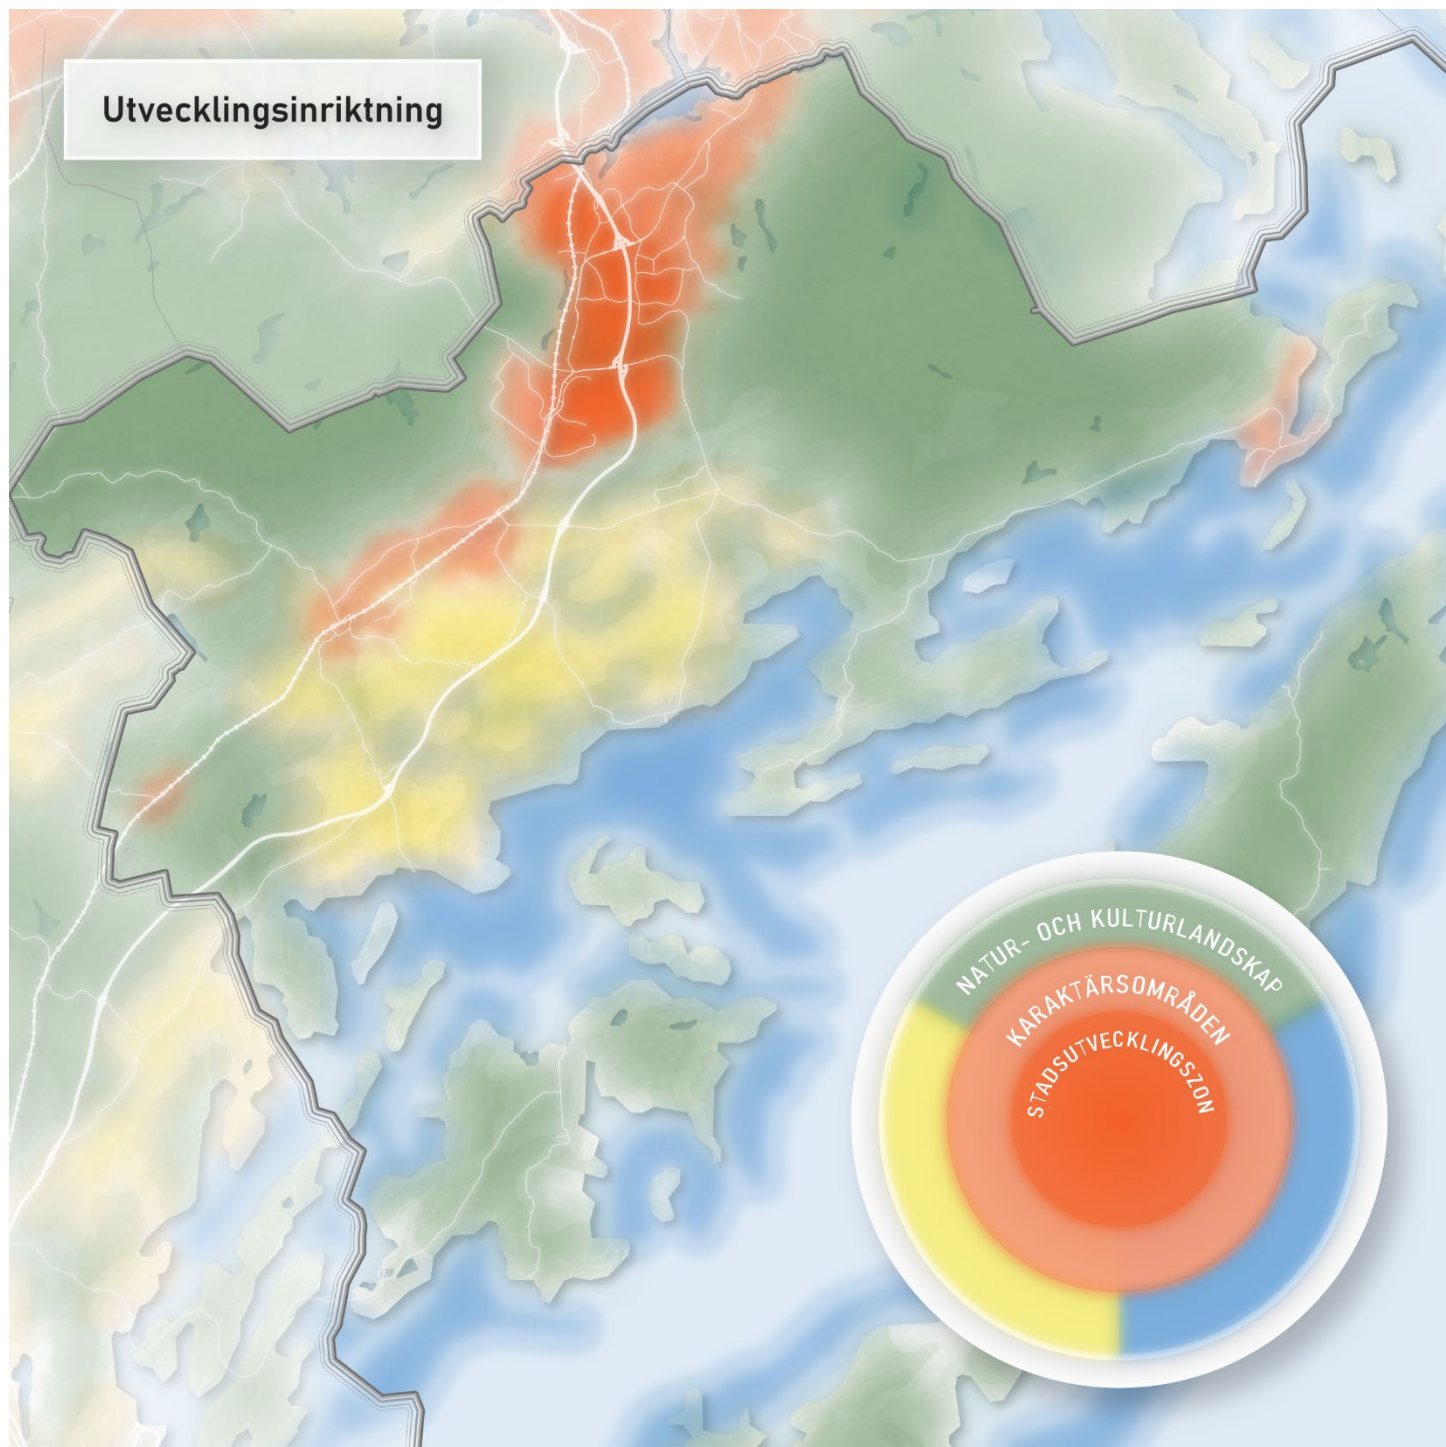 Utvecklingsinriktning
NATUR- OCH KULTURLANDSKAP
KARAKTÄRSOMRÅDEN
STADSUTVECKLINGSZON